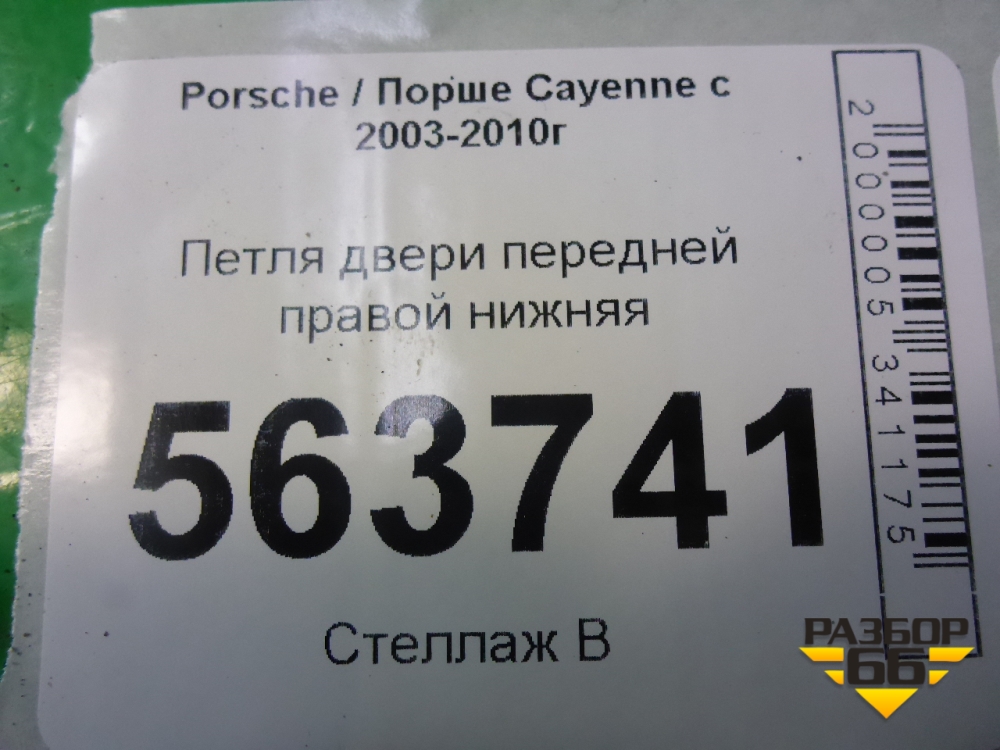 Porsche / Порше Cayenne с
2003-2010г
Петля двери передней
правой нижняя
563741
Стеллаж В
2000005341175
РАЗБОР
66